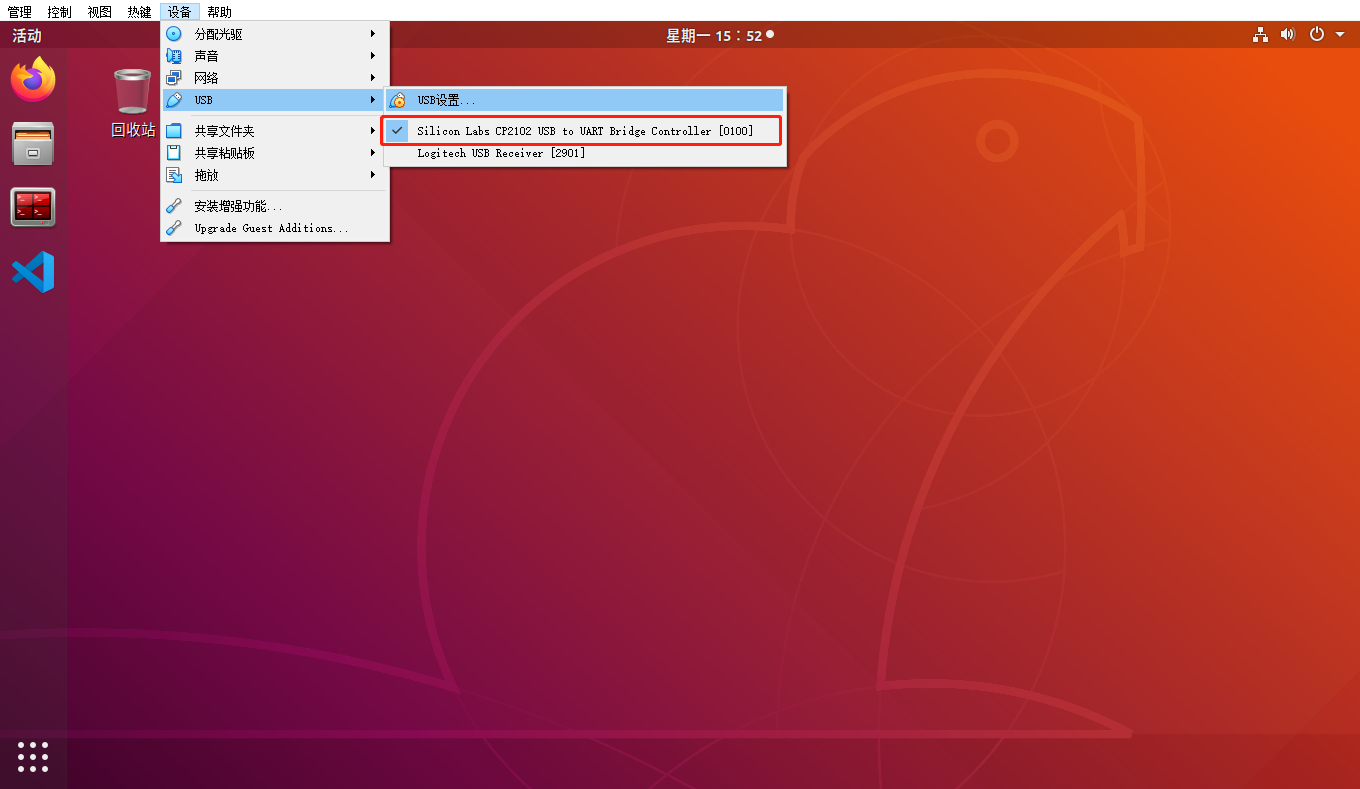 管理 控制 视图 热键 设备 帮助
活动 星期一 15：52
回收站
分配光驱
声音
网络
USB
共享文件夹
共享粘贴板
拖放
安装增强功能...
Upgrade Guest Additions...
USB设置...
Silicon Labs CP2102 USB to UART Bridge Controller [0100]
Logitech USB Receiver [2901]